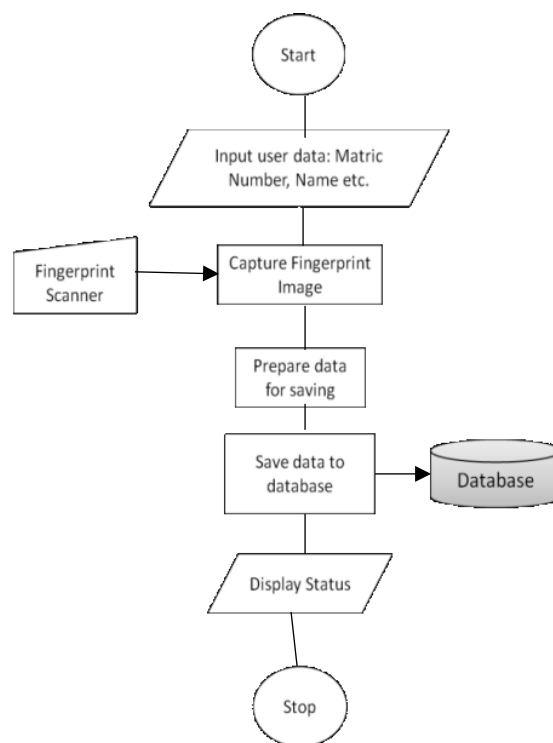 Start
Input user data: Matric
Number, Name etc.
Fingerprint
Scanner
Capture Fingerprint
Image
Prepare data
for saving
Save data to
database
Database
Display Status
Stop